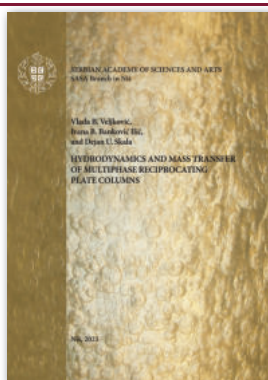 SERBIAN ACADEMY OF SCIENCES AND ARTS
SASA Branch in Niš
Vlada B. Veljković,
Ivana B. Banković Ilić,
and Dejan U. Skala
HYDRODYNAMICS AND MASS TRANSFER
OF MULTIPHASE RECIPROCATING
PLATE COLUMNS
Niš, 2023